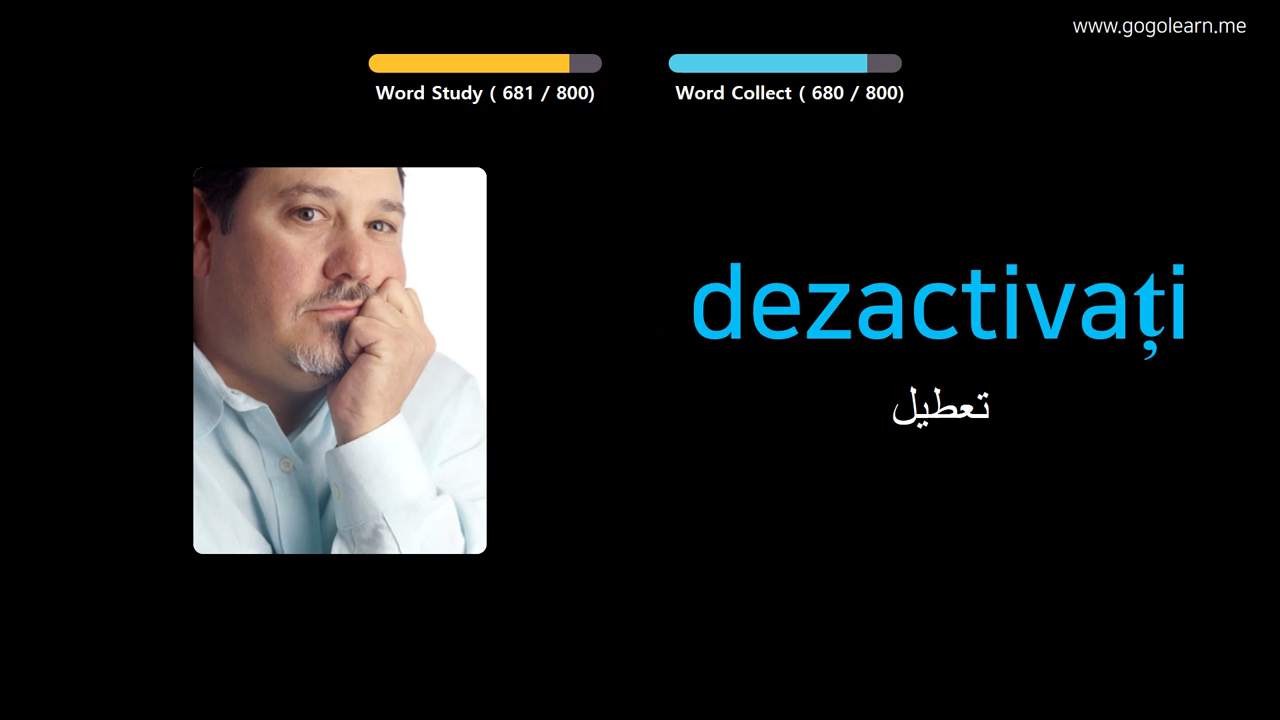 www.gogolearn.me
Word Study ( 681 / 800)
Word Collect ( 680 / 800)
dezactivați
تعطيل